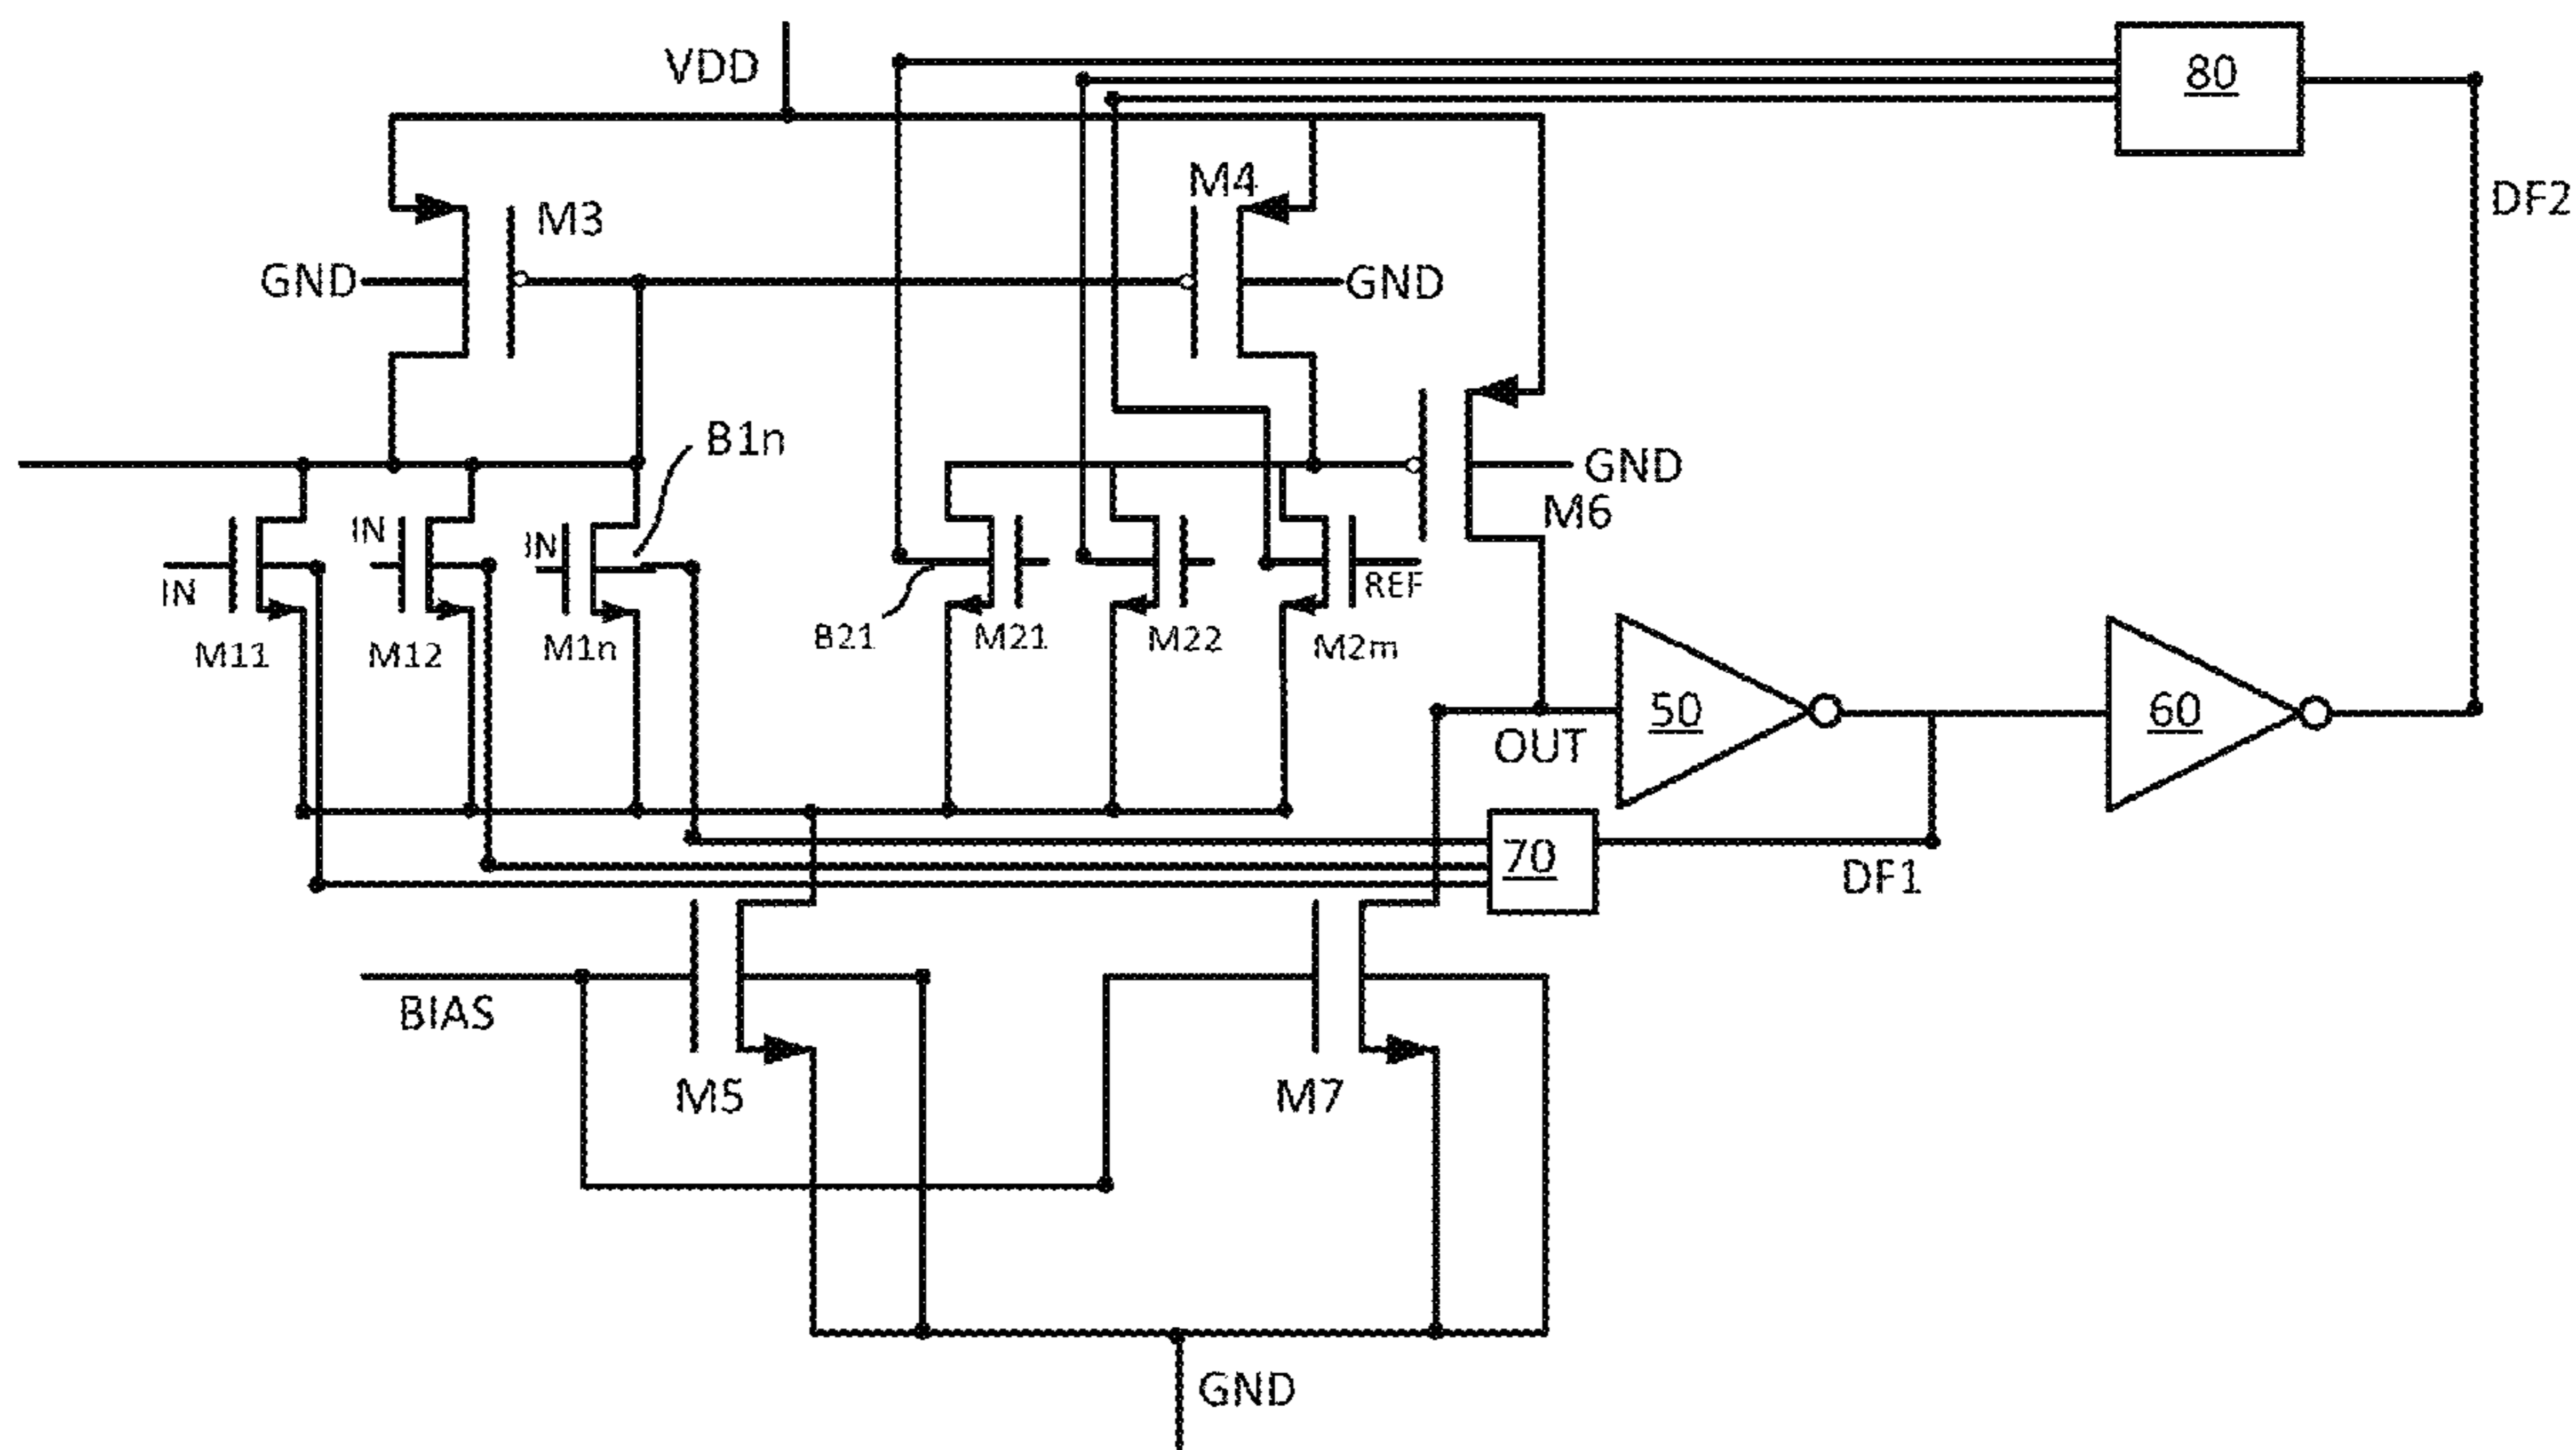 VDD
80
M4
DF2
M3
GND
GND
B1n
GND
M6
IN
IN
IN
REF
M11
M12
M1n
B21
M21
M22
M2m
50
60
OUT
70
DF1
BIAS
M5
M7
GND